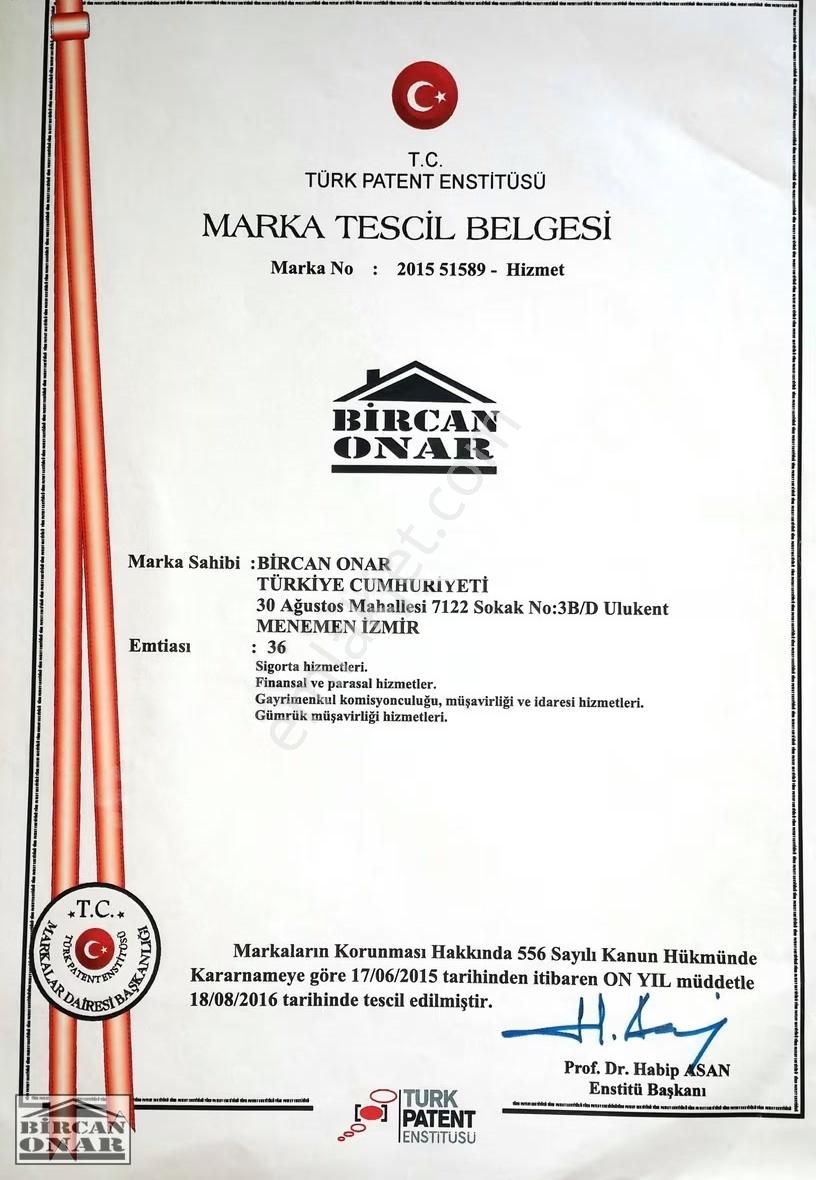 T.C.
TÜRK PATENT ENSTİTÜSÜ
MARKA TESCİL BELGESİ
Marka No : 2015 51589 - Hizmet
BİRCAN
ONAR
Marka Sahibi :BİRCAN ONAR
TÜRKİYE CUMHURİYETİ
30 Ağustos Mahallesi 7122 Sokak No:3B/D Ulukent
MENEMEN İZMİR
Emtiası : 36
Sigorta hizmetleri.
Finansal ve parasal hizmetler.
Gayrimenkul komisyonculuğu, müşavirliği ve idaresi hizmetleri.
Gümrük müşavirliği hizmetleri.
emlakjet.com
T.C.
TÜRK PATENT ENSTİTÜSÜ
MARKALAR DAİRESİ BAŞKANLIĞI
Markaların Korunması Hakkında 556 Sayılı Kanun Hükmünde
Kararnameye göre 17/06/2015 tarihinden itibaren ON YIL müddetle
18/08/2016 tarihinde tescil edilmiştir.
Prof. Dr. Habip ASAN
Enstitü Başkanı
TURK
PATENT
ENSTITUSU
BİRCAN
ONAR